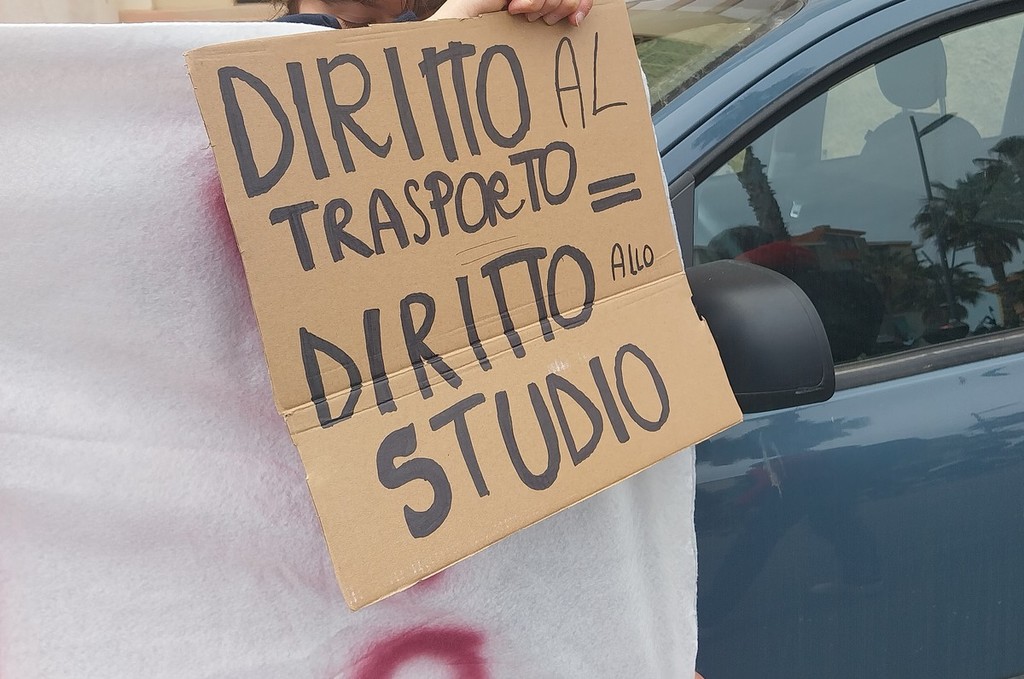 DIRITTO AL
TRASPORTO =
DIRITTO ALLO
STUDIO